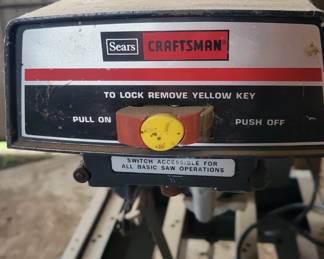 Sears CRAFTSMAN
TO LOCK REMOVE YELLOW KEY
PULL ON PUSH OFF
SWITCH ACCESSIBLE FOR
ALL BASIC SAW OPERATIONS